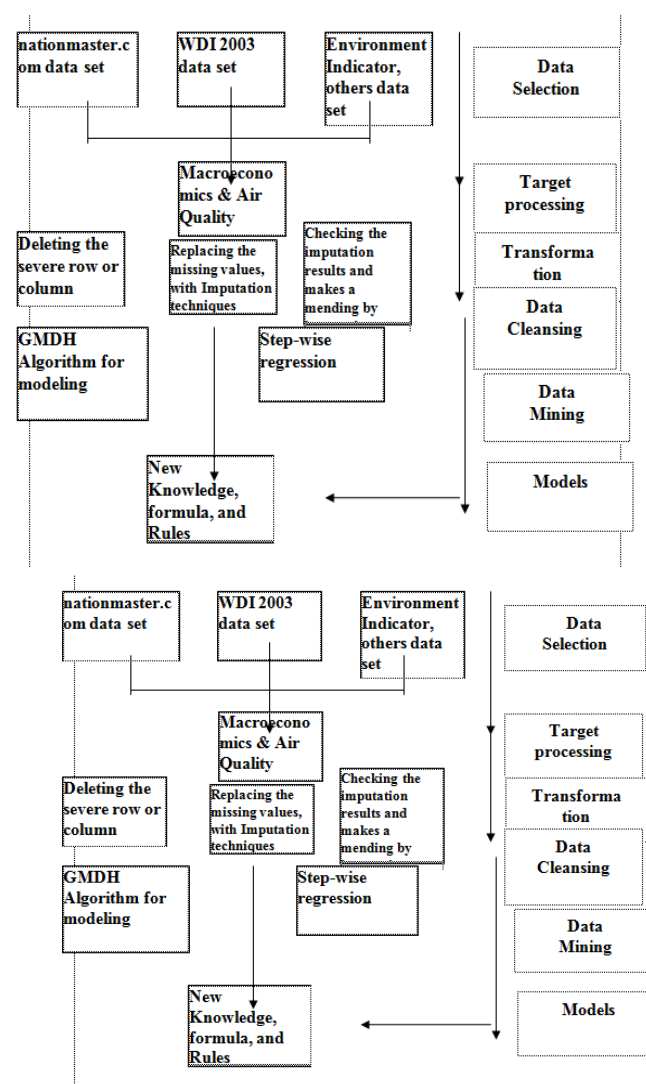 nationmaster.c
om data set
WDI 2003
data set
Environment
Indicator,
others data
set
Data
Selection
Macroecono
mics & Air
Quality
Target
processing
Deleting the
severe row or
column
Replacing the
missing values,
with Imputation
techniques
Checking the
imputation
results and
makes a
mending by
Transforma
tion
Data
Cleansing
GMDH
Algorithm for
modeling
Step-wise
regression
Data
Mining
New
Knowledge,
formula, and
Rules
Models
nationmaster.c
om data set
WDI 2003
data set
Environment
Indicator,
others data
set
Data
Selection
Macroecono
mics & Air
Quality
Target
processing
Deleting the
severe row or
column
Replacing the
missing values,
with Imputation
techniques
Checking the
imputation
results and
makes a
mending by
Transforma
tion
Data
Cleansing
GMDH
Algorithm for
modeling
Step-wise
regression
Data
Mining
New
Knowledge,
formula, and
Rules
Models